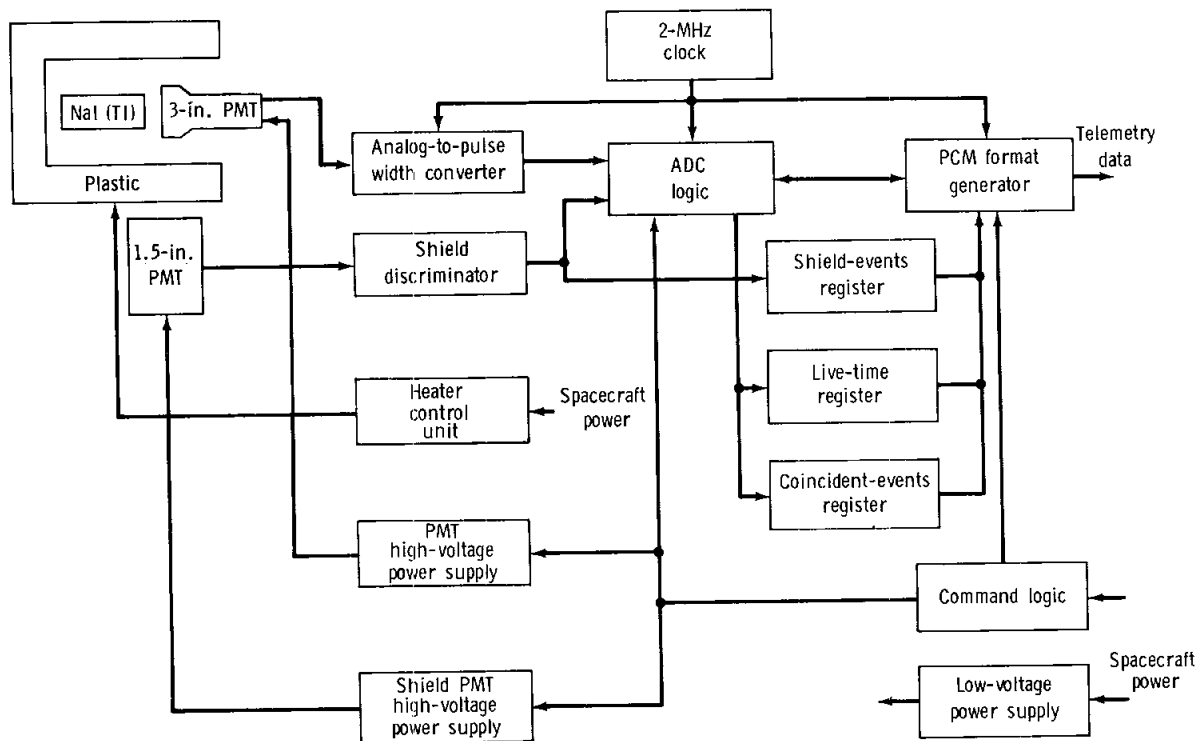 2-MHz
clock
NaI (Tl)
3-in. PMT
Plastic
1.5-in.
PMT
Analog-to-pulse
width converter
ADC
logic
PCM format
generator
Telemetry
data
Shield
discriminator
Shield-events
register
Heater
control
unit
Spacecraft
power
Live-time
register
Coincident-events
register
PMT
high-voltage
power supply
Command logic
Shield PMT
high-voltage
power supply
Low-voltage
power supply
Spacecraft
power